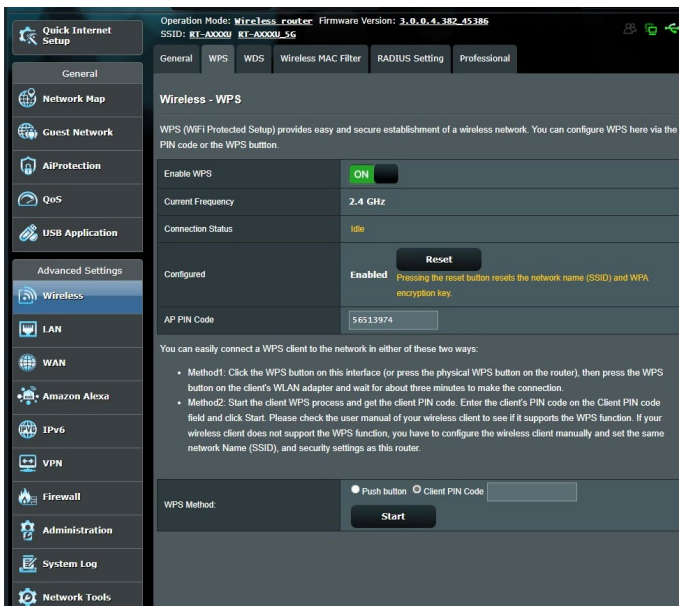 Quick Internet
Setup
General
Network Map
Guest Network
AiProtection
QoS
USB Application
Advanced Settings
Wireless
LAN
WAN
Amazon Alexa
IPv6
VPN
Firewall
Administration
System Log
Network Tools
Operation Mode: Wireless router Firmware Version: 3.0.0.4.382_45386
SSID: RT-AXXXU RT-AXXXU_5G
General WPS WDS Wireless MAC Filter RADIUS Setting Professional
Wireless - WPS
WPS (WiFi Protected Setup) provides easy and secure establishment of a wireless network. You can configure WPS here via the
PIN code or the WPS buttton.
Enable WPS ON
Current Frequency 2.4 GHz
Connection Status Idle
Configured Enabled Reset
Pressing the reset button resets the network name (SSID) and WPA
encryption key.
AP PIN Code 56513974
You can easily connect a WPS client to the network in either of these two ways:
• Method1: Click the WPS button on this interface (or press the physical WPS button on the router), then press the WPS
button on the client's WLAN adapter and wait for about three minutes to make the connection.
• Method2: Start the client WPS process and get the client PIN code. Enter the client's PIN code on the Client PIN code
field and click Start. Please check the user manual of your wireless client to see if it supports the WPS function. If your
wireless client does not support the WPS function, you have to configure the wireless client manually and set the same
network Name (SSID), and security settings as this router.
WPS Method: Push button Client PIN Code
Start